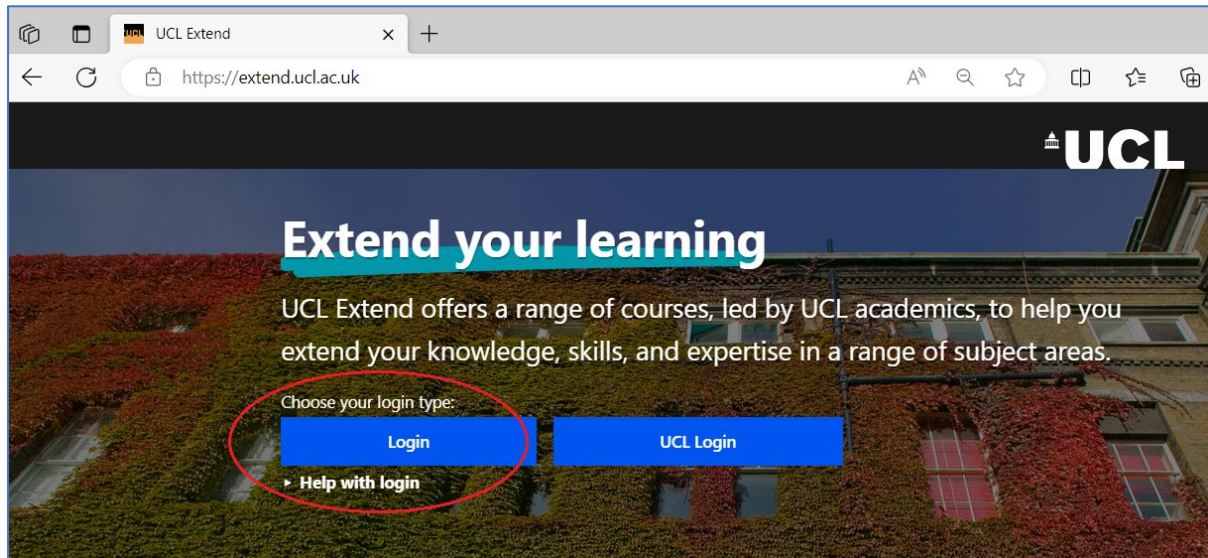 UCL Extend
https://extend.ucl.ac.uk
UCL
Extend your learning
UCL Extend offers a range of courses, led by UCL academics, to help you
extend your knowledge, skills, and expertise in a range of subject areas.
Choose your login type:
Login
UCL Login
Help with login